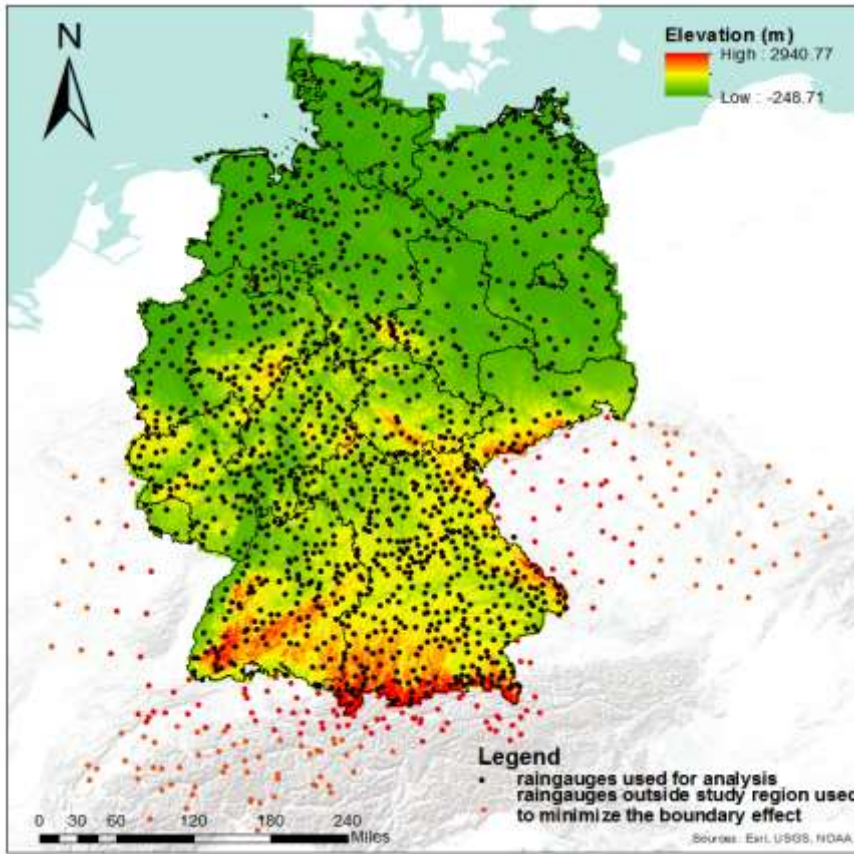 N
Elevation (m)
High : 2940.77
Low : -248.71
Legend
raingauges used for analysis
raingauges outside study region used
to minimize the boundary effect
0 30 60 120 180 240
Miles
Sources: Esri, USGS, NOAA